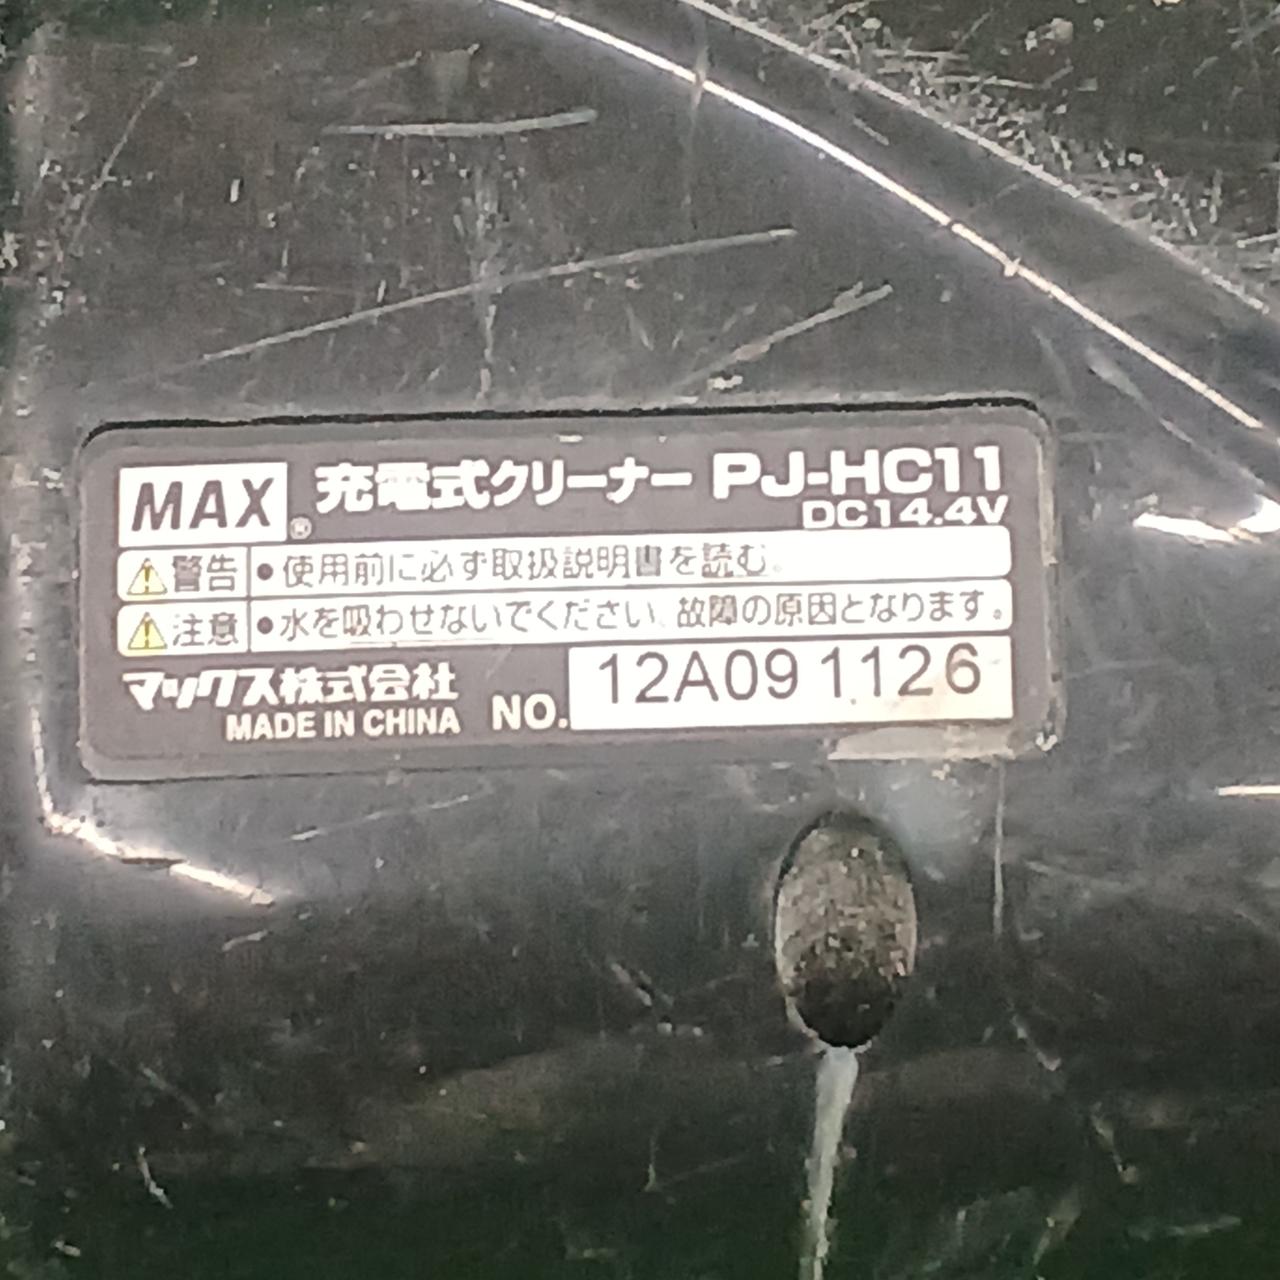 MAX® 充電式クリーナー PJ-HC11
DC14.4V
警告 ●使用前に必ず取扱説明書を読む。
注意 ●水を吸わせないでください、故障の原因となります。
マックス株式会社
MADE IN CHINA NO. 12A091126